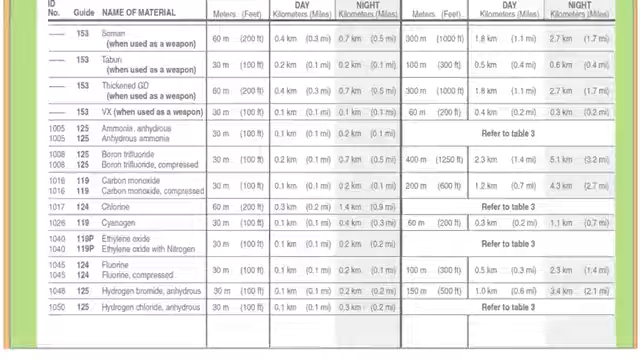 ID
No. Guide NAME OF MATERIAL Meters (Feet) DAY Kilometers (Miles) NIGHT Kilometers (Miles) Meters (Feet) DAY Kilometers (Miles) NIGHT Kilometers (Miles)
—— 153 Soman (when used as a weapon) 60 m (200 ft) 0.4 km (0.3 mi) 0.7 km (0.5 mi) 300 m (1000 ft) 1.8 km (1.1 mi) 2.7 km (1.7 mi)
—— 153 Tabun (when used as a weapon) 30 m (100 ft) 0.2 km (0.1 mi) 0.2 km (0.1 mi) 100 m (300 ft) 0.5 km (0.4 mi) 0.6 km (0.4 mi)
—— 153 Thickened GD (when used as a weapon) 60 m (200 ft) 0.4 km (0.3 mi) 0.7 km (0.5 mi) 300 m (1000 ft) 1.8 km (1.1 mi) 2.7 km (1.7 mi)
—— 153 VX (when used as a weapon) 30 m (100 ft) 0.1 km (0.1 mi) 0.1 km (0.1 mi) 60 m (200 ft) 0.4 km (0.2 mi) 0.3 km (0.2 mi)
1005 125 Ammonia, anhydrous
1005 125 Anhydrous ammonia 30 m (100 ft) 0.1 km (0.1 mi) 0.2 km (0.1 mi) Refer to table 3
1008 125 Boron trifluoride
1008 125 Boron trifluoride, compressed 30 m (100 ft) 0.2 km (0.1 mi) 0.7 km (0.5 mi) 400 m (1250 ft) 2.3 km (1.4 mi) 5.1 km (3.2 mi)
1016 119 Carbon monoxide
1016 119 Carbon monoxide, compressed 30 m (100 ft) 0.1 km (0.1 mi) 0.2 km (0.1 mi) 200 m (600 ft) 1.2 km (0.7 mi) 4.3 km (2.7 mi)
1017 124 Chlorine 60 m (200 ft) 0.3 km (0.2 mi) 1.4 km (0.9 mi) Refer to table 3
1026 119 Cyanogen 30 m (100 ft) 0.1 km (0.1 mi) 0.4 km (0.3 mi) 60 m (200 ft) 0.3 km (0.2 mi) 1.1 km (0.7 mi)
1040 119P Ethylene oxide
1040 119P Ethylene oxide with Nitrogen 30 m (100 ft) 0.1 km (0.1 mi) 0.2 km (0.2 mi) Refer to table 3
1045 124 Fluorine
1045 124 Fluorine, compressed 30 m (100 ft) 0.1 km (0.1 mi) 0.2 km (0.1 mi) 100 m (300 ft) 0.5 km (0.3 mi) 2.3 km (1.4 mi)
1048 125 Hydrogen bromide, anhydrous 30 m (100 ft) 0.1 km (0.1 mi) 0.2 km (0.2 mi) 150 m (500 ft) 1.0 km (0.6 mi) 3.4 km (2.1 mi)
1050 125 Hydrogen chloride, anhydrous 30 m (100 ft) 0.1 km (0.1 mi) 0.3 km (0.2 mi) Refer to table 3